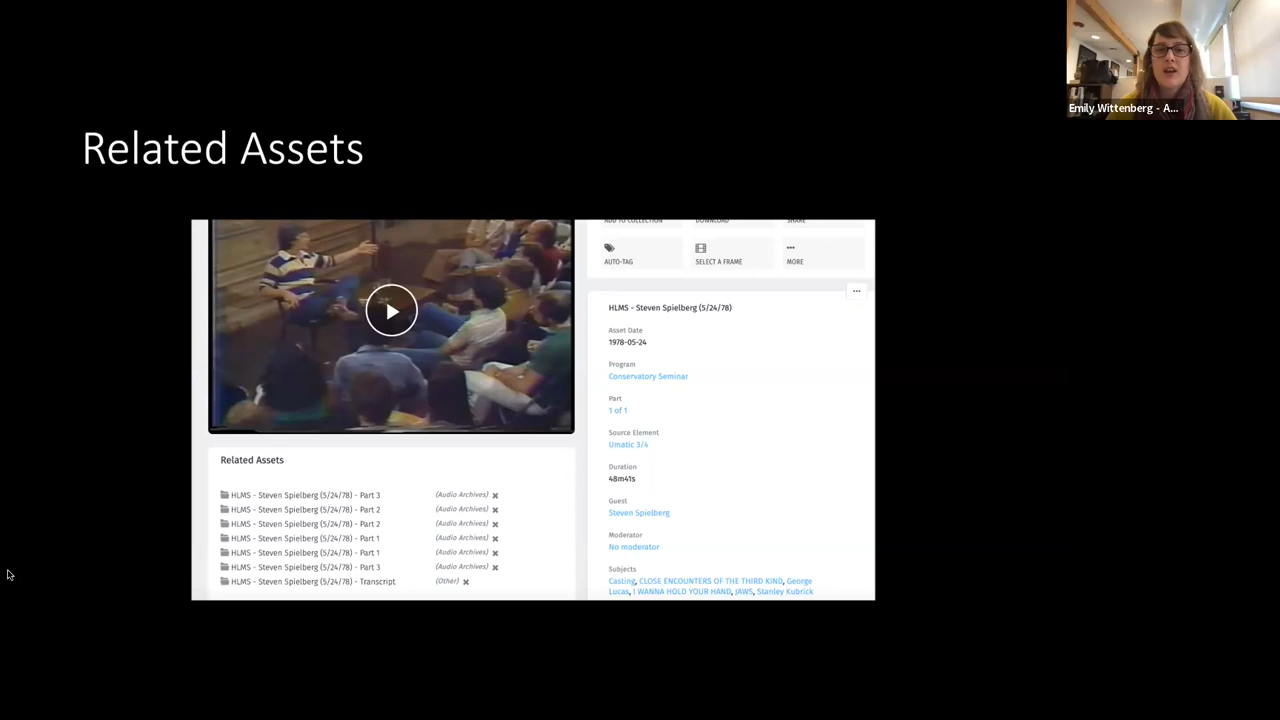 Emily Wittenberg - A...
Related Assets
ADD TO COLLECTION DOWNLOAD SHARE
AUTO-TAG SELECT A FRAME MORE
HLMS - Steven Spielberg (5/24/78)
Asset Date
1978-05-24
Program
Conservatory Seminar
Part
1 of 1
Source Element
Umatic 3/4
Duration
48m41s
Guest
Steven Spielberg
Moderator
No moderator
Subjects
Casting, CLOSE ENCOUNTERS OF THE THIRD KIND, George
Lucas, I WANNA HOLD YOUR HAND, JAWS, Stanley Kubrick
Related Assets
HLMS - Steven Spielberg (5/24/78) - Part 3 (Audio Archives)
HLMS - Steven Spielberg (5/24/78) - Part 2 (Audio Archives)
HLMS - Steven Spielberg (5/24/78) - Part 2 (Audio Archives)
HLMS - Steven Spielberg (5/24/78) - Part 1 (Audio Archives)
HLMS - Steven Spielberg (5/24/78) - Part 1 (Audio Archives)
HLMS - Steven Spielberg (5/24/78) - Part 3 (Audio Archives)
HLMS - Steven Spielberg (5/24/78) - Transcript (Other)